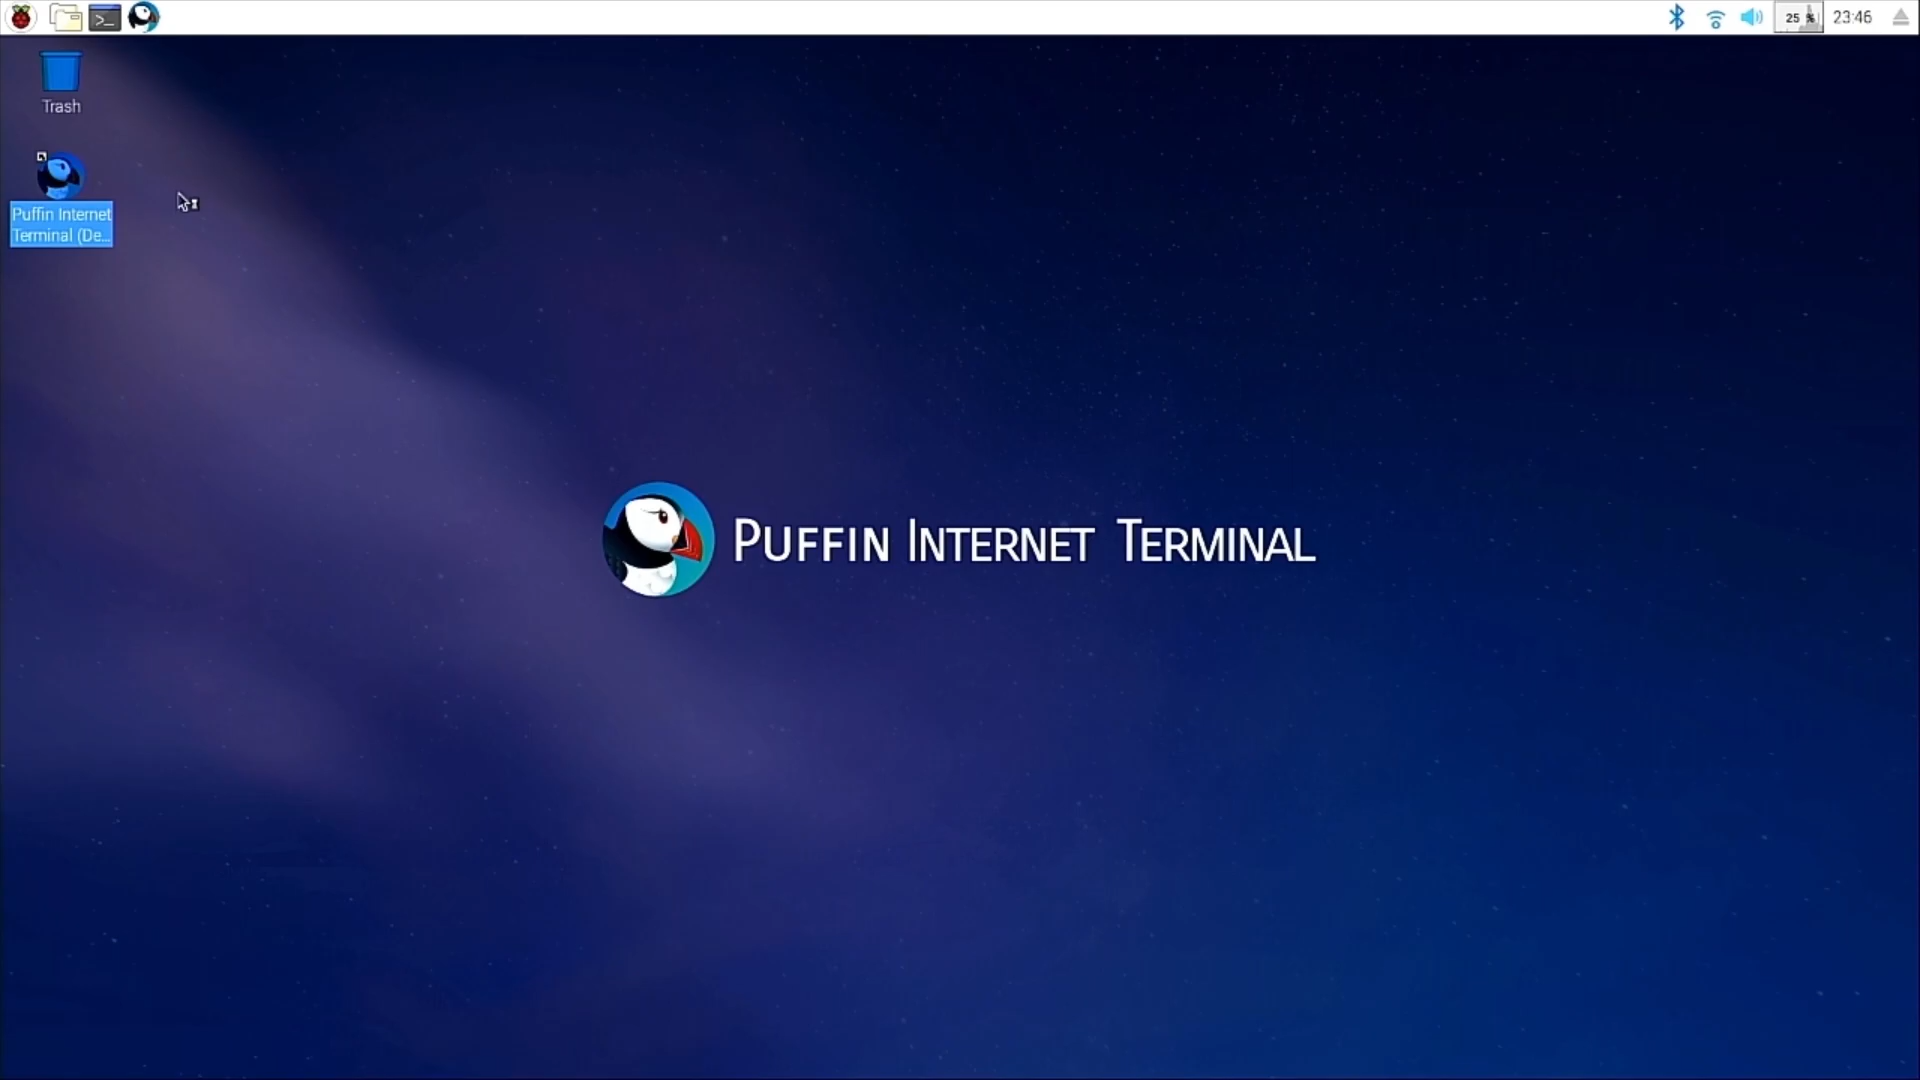 25 %
23:46
Trash
Puffin Internet
Terminal (De...
PUFFIN INTERNET TERMINAL